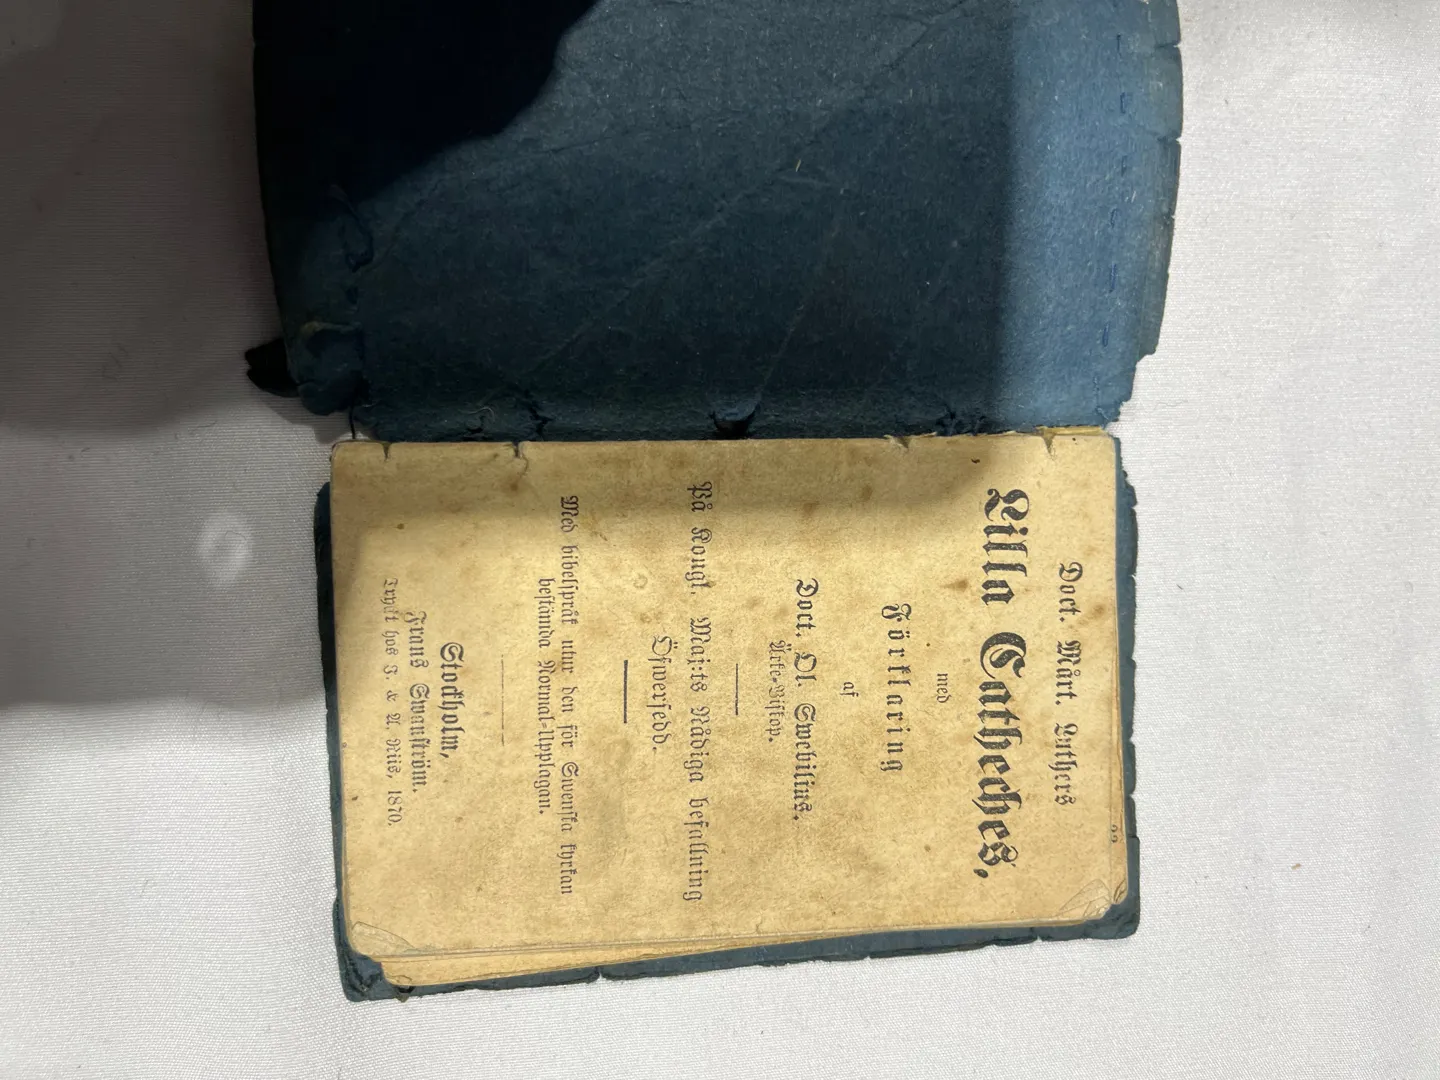 Doct. Mårt. Luthers
Lilla Catheches,
med
Förklaring
af
Doct. Ol. Swebilius.
Ärke-Biskop.
På Kongl. Maj:ts Nådiga befallning
Öfwersedd.
Med bibelspråk utur den för Swenska kyrkan
bestämda Normal-Upplagan.
Stockholm,
Frans Swanström.
Tryckt hos J. & A. Riis, 1870.